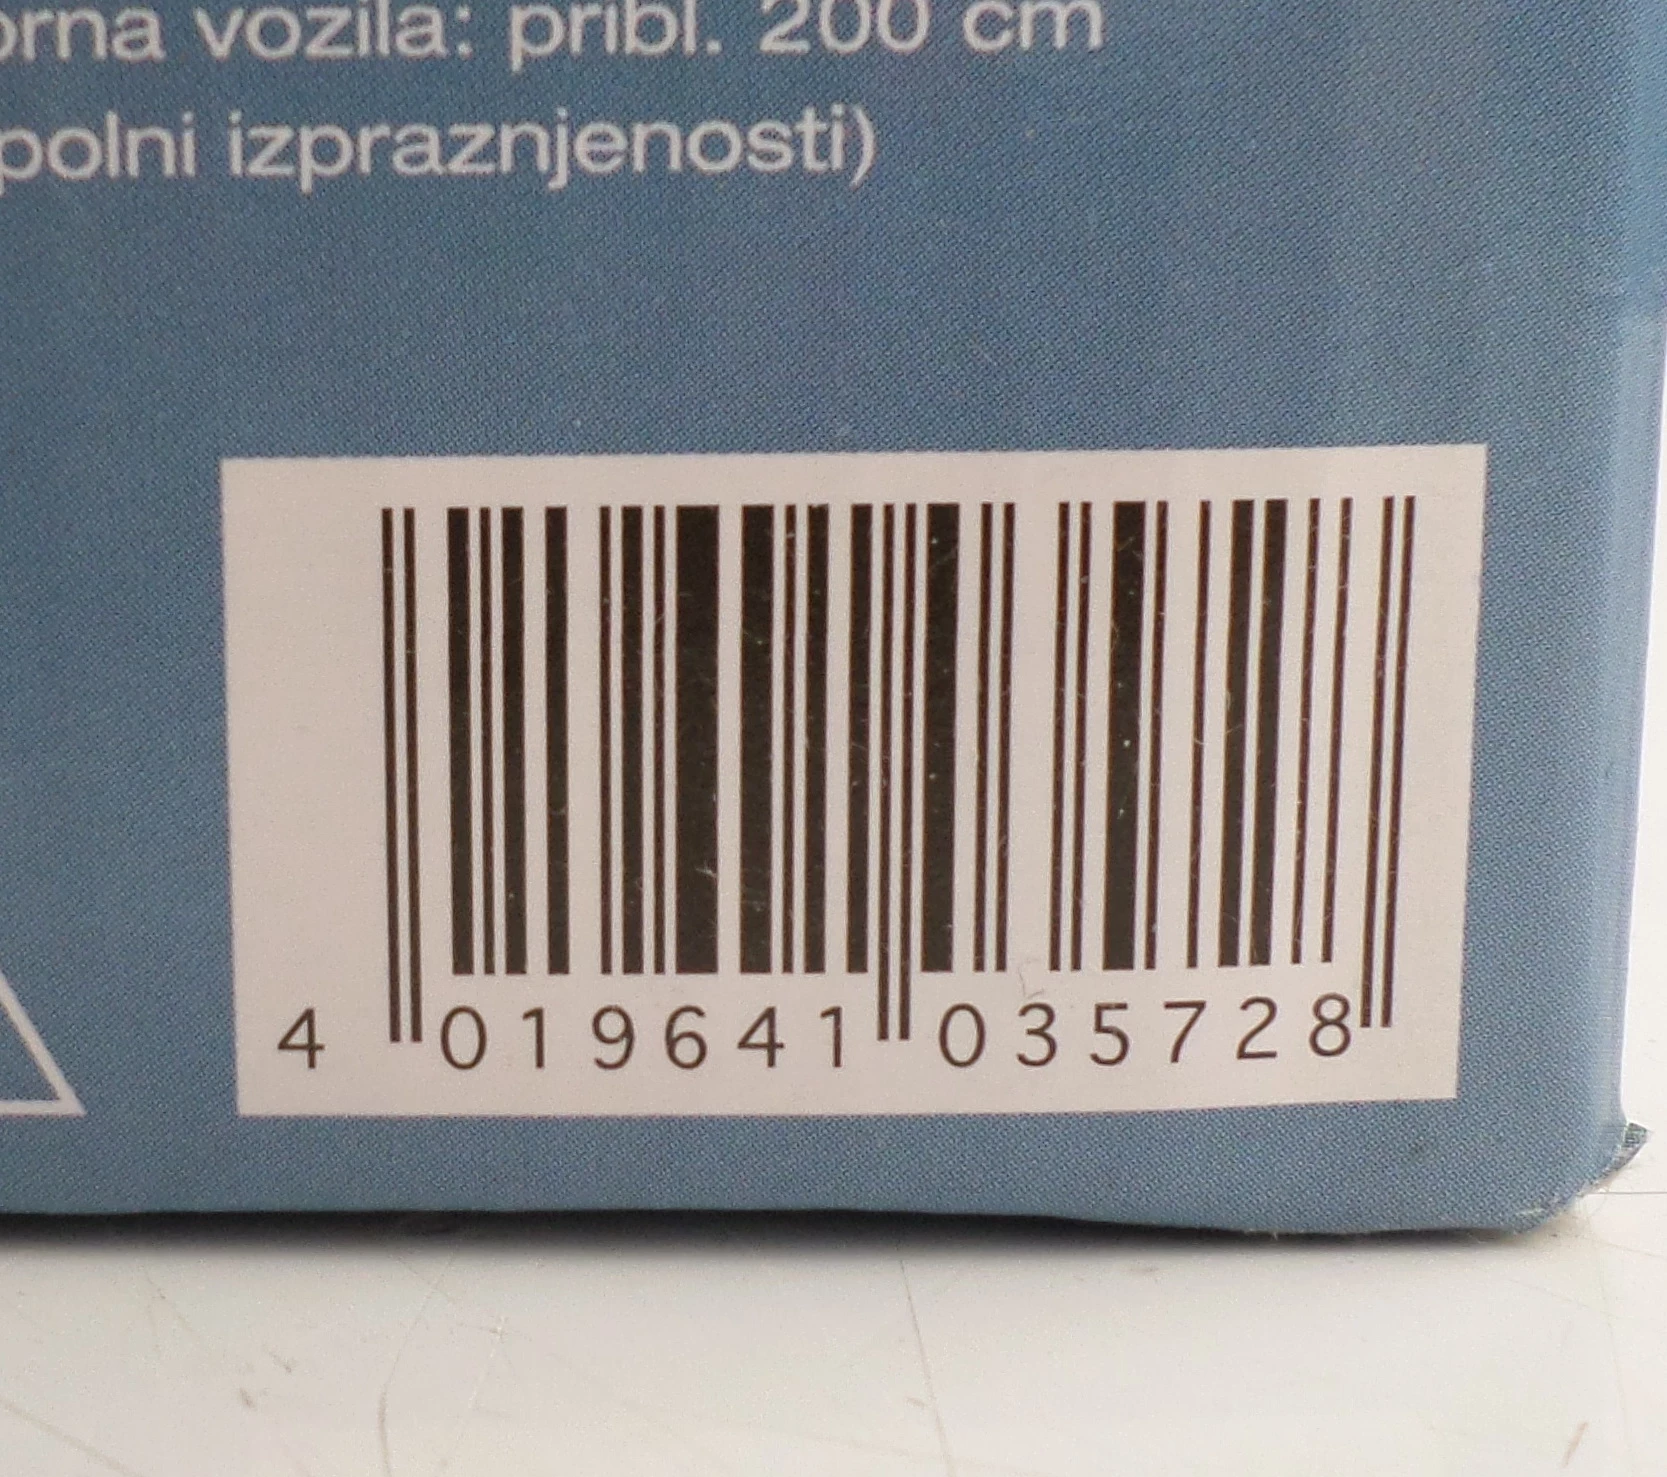 orna vozila: pribl. 200 cm
polni izpraznjenosti)
4 019641 035728